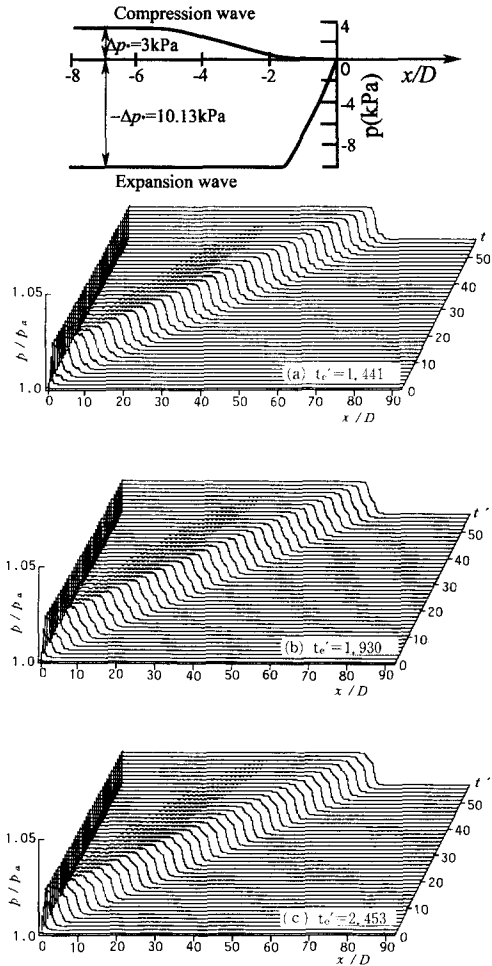 Compression wave
Δp*=3kPa
4
-8 -6 -4 -2 0 x/D
-Δp*=10.13kPa
-4
-8
p(kPa)
Expansion wave
1.05
p/pa
1.0
0 10 20 30 40 50 60 70 80 90
x/D
0 10 20 30 40 50
t
(a) te′=1,441
1.05
p/pa
1.0
0 10 20 30 40 50 60 70 80 90
x/D
0 10 20 30 40 50
t′
(b) te′=1,930
1.05
p/pa
1.0
0 10 20 30 40 50 60 70 80 90
x/D
0 10 20 30 40 50
t′
(c) te′=2,453